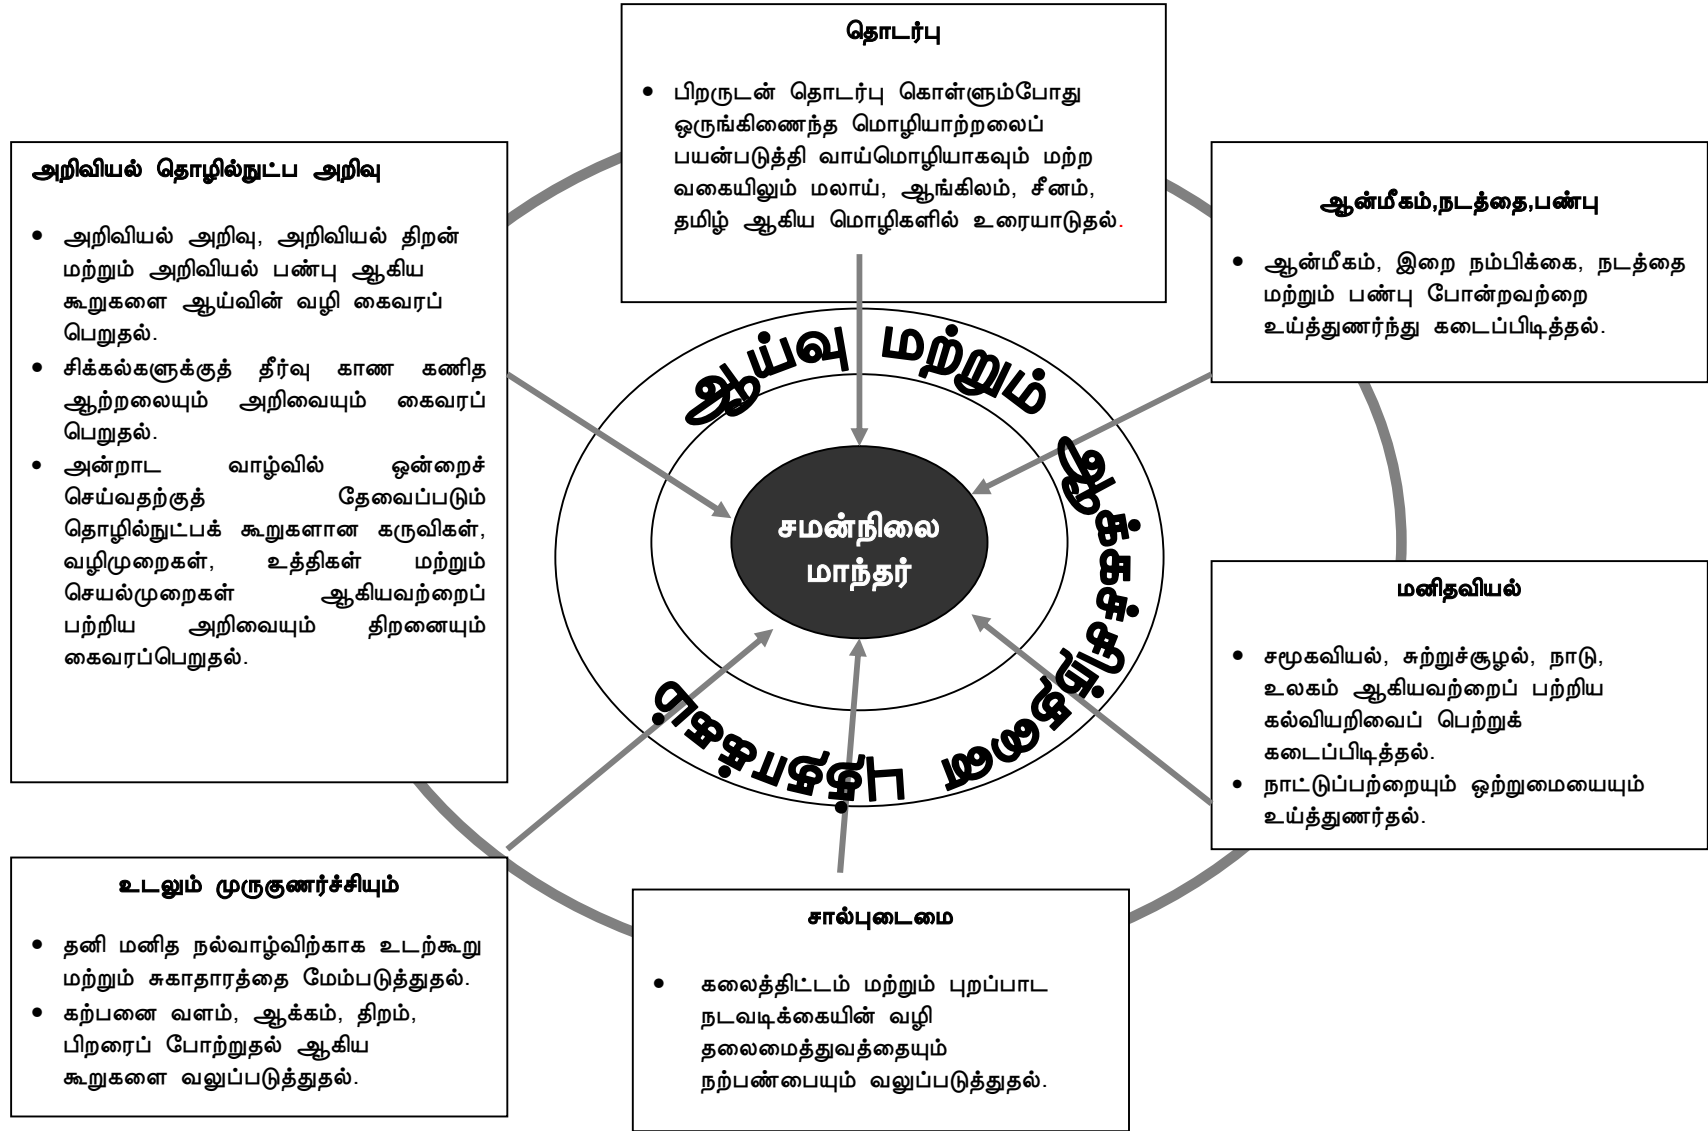 தொடர்பு
• பிறருடன் தொடர்பு கொள்ளும்போது
ஒருங்கிணைந்த மொழியாற்றலைப்
பயன்படுத்தி வாய்மொழியாகவும் மற்ற
வகையிலும் மலாய், ஆங்கிலம், சீனம்,
தமிழ் ஆகிய மொழிகளில் உரையாடுதல்.
அறிவியல் தொழில்நுட்ப அறிவு
• அறிவியல் அறிவு, அறிவியல் திறன்
மற்றும் அறிவியல் பண்பு ஆகிய
கூறுகளை ஆய்வின் வழி கைவரப்
பெறுதல்.
• சிக்கல்களுக்குத் தீர்வு காண கணித
ஆற்றலையும் அறிவையும் கைவரப்
பெறுதல்.
• அன்றாட வாழ்வில் ஒன்றைச்
செய்வதற்குத் தேவைப்படும்
தொழில்நுட்பக் கூறுகளான கருவிகள்,
வழிமுறைகள், உத்திகள் மற்றும்
செயல்முறைகள் ஆகியவற்றைப்
பற்றிய அறிவையும் திறனையும்
கைவரப்பெறுதல்.
ஆன்மீகம்,நடத்தை,பண்பு
• ஆன்மீகம், இறை நம்பிக்கை, நடத்தை
மற்றும் பண்பு போன்றவற்றை
உய்த்துணர்ந்து கடைப்பிடித்தல்.
ஆய்வு மற்றும் ஆக்கச்சிந்தனை புத்தாக்கம்
சமன்நிலை
மாந்தர்
மனிதவியல்
• சமூகவியல், சுற்றுச்சூழல், நாடு,
உலகம் ஆகியவற்றைப் பற்றிய
கல்வியறிவைப் பெற்றுக்
கடைப்பிடித்தல்.
• நாட்டுப்பற்றையும் ஒற்றுமையையும்
உய்த்துணர்தல்.
உடலும் முருகுணர்ச்சியும்
• தனி மனித நல்வாழ்விற்காக உடற்கூறு
மற்றும் சுகாதாரத்தை மேம்படுத்துதல்.
• கற்பனை வளம், ஆக்கம், திறம்,
பிறரைப் போற்றுதல் ஆகிய
கூறுகளை வலுப்படுத்துதல்.
சால்புடைமை
• கலைத்திட்டம் மற்றும் புறப்பாட
நடவடிக்கையின் வழி
தலைமைத்துவத்தையும்
நற்பண்பையும் வலுப்படுத்துதல்.